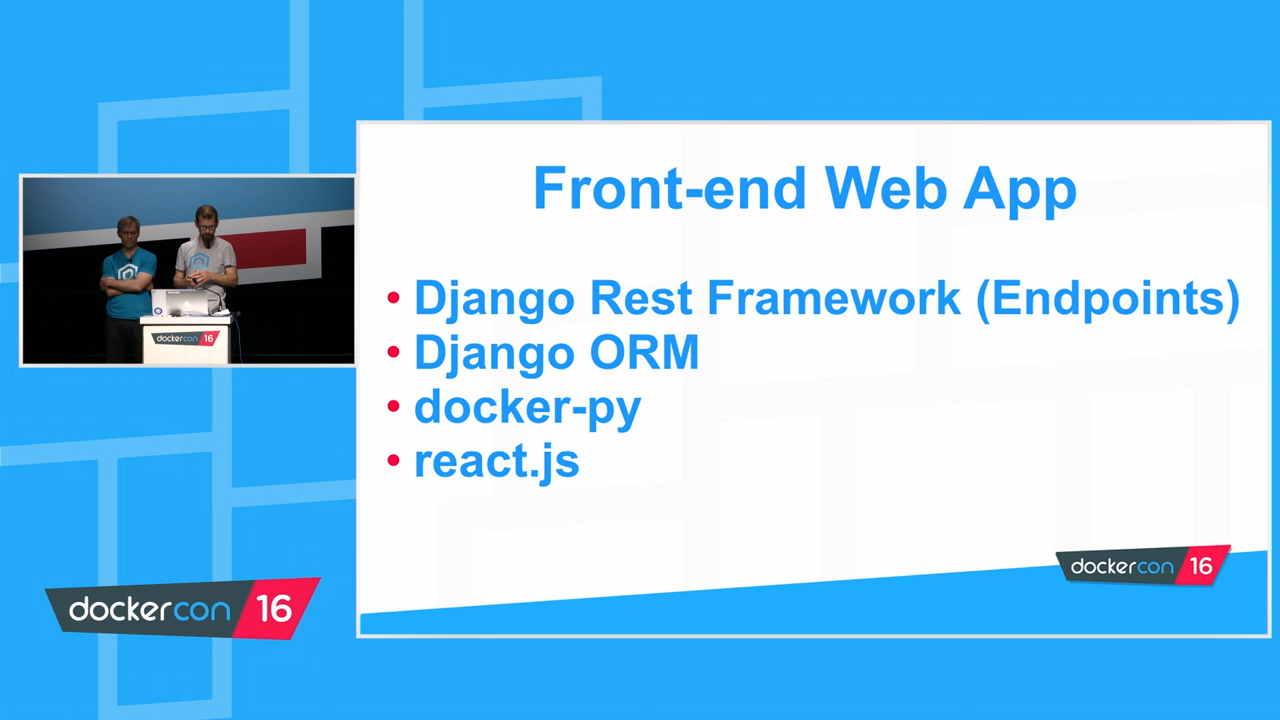 Front-end Web App
• Django Rest Framework (Endpoints)
• Django ORM
• docker-py
• react.js
dockercon 16
dockercon 16
dockercon 16